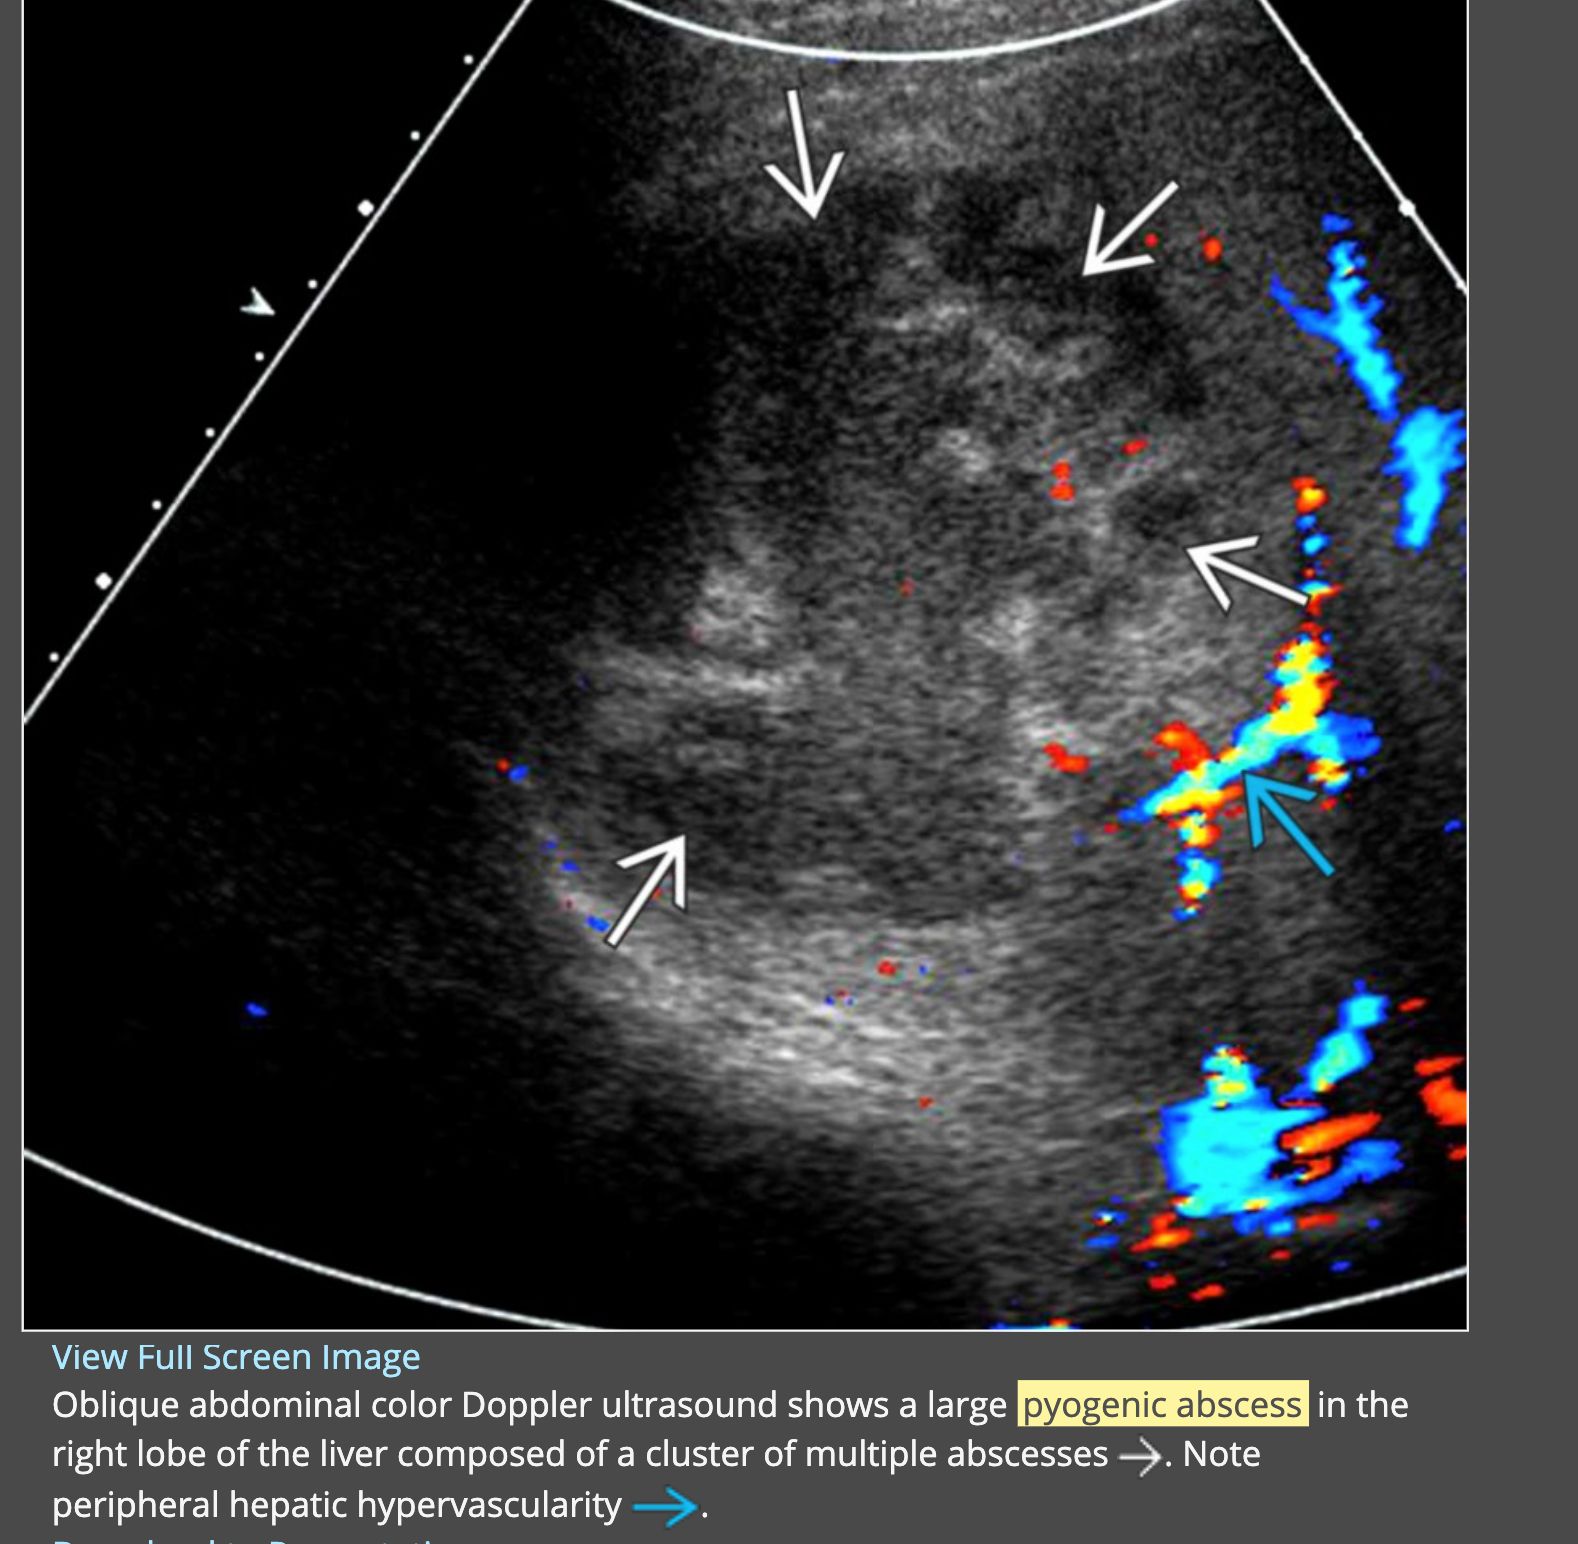 View Full Screen Image
Oblique abdominal color Doppler ultrasound shows a large pyogenic abscess in the
right lobe of the liver composed of a cluster of multiple abscesses →. Note
peripheral hepatic hypervascularity →.